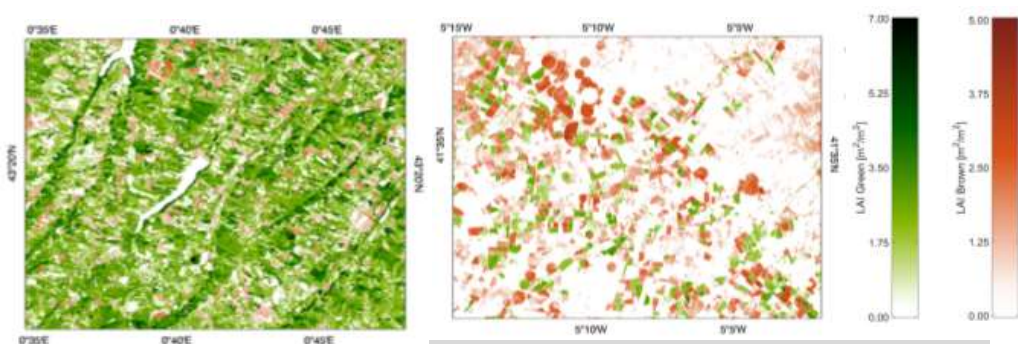 0°35'E 0°40'E 0°45'E
43°20'N
43°20'N
0°35'E 0°40'E 0°45'E
5°15'W 5°10'W 5°5'W
41°35'N
41°35'N
5°10'W 5°5'W
7.00
5.25
3.50
1.75
0.00
LAI Green [m²/m²]
5.00
3.75
2.50
1.25
0.00
LAI Brown [m²/m²]